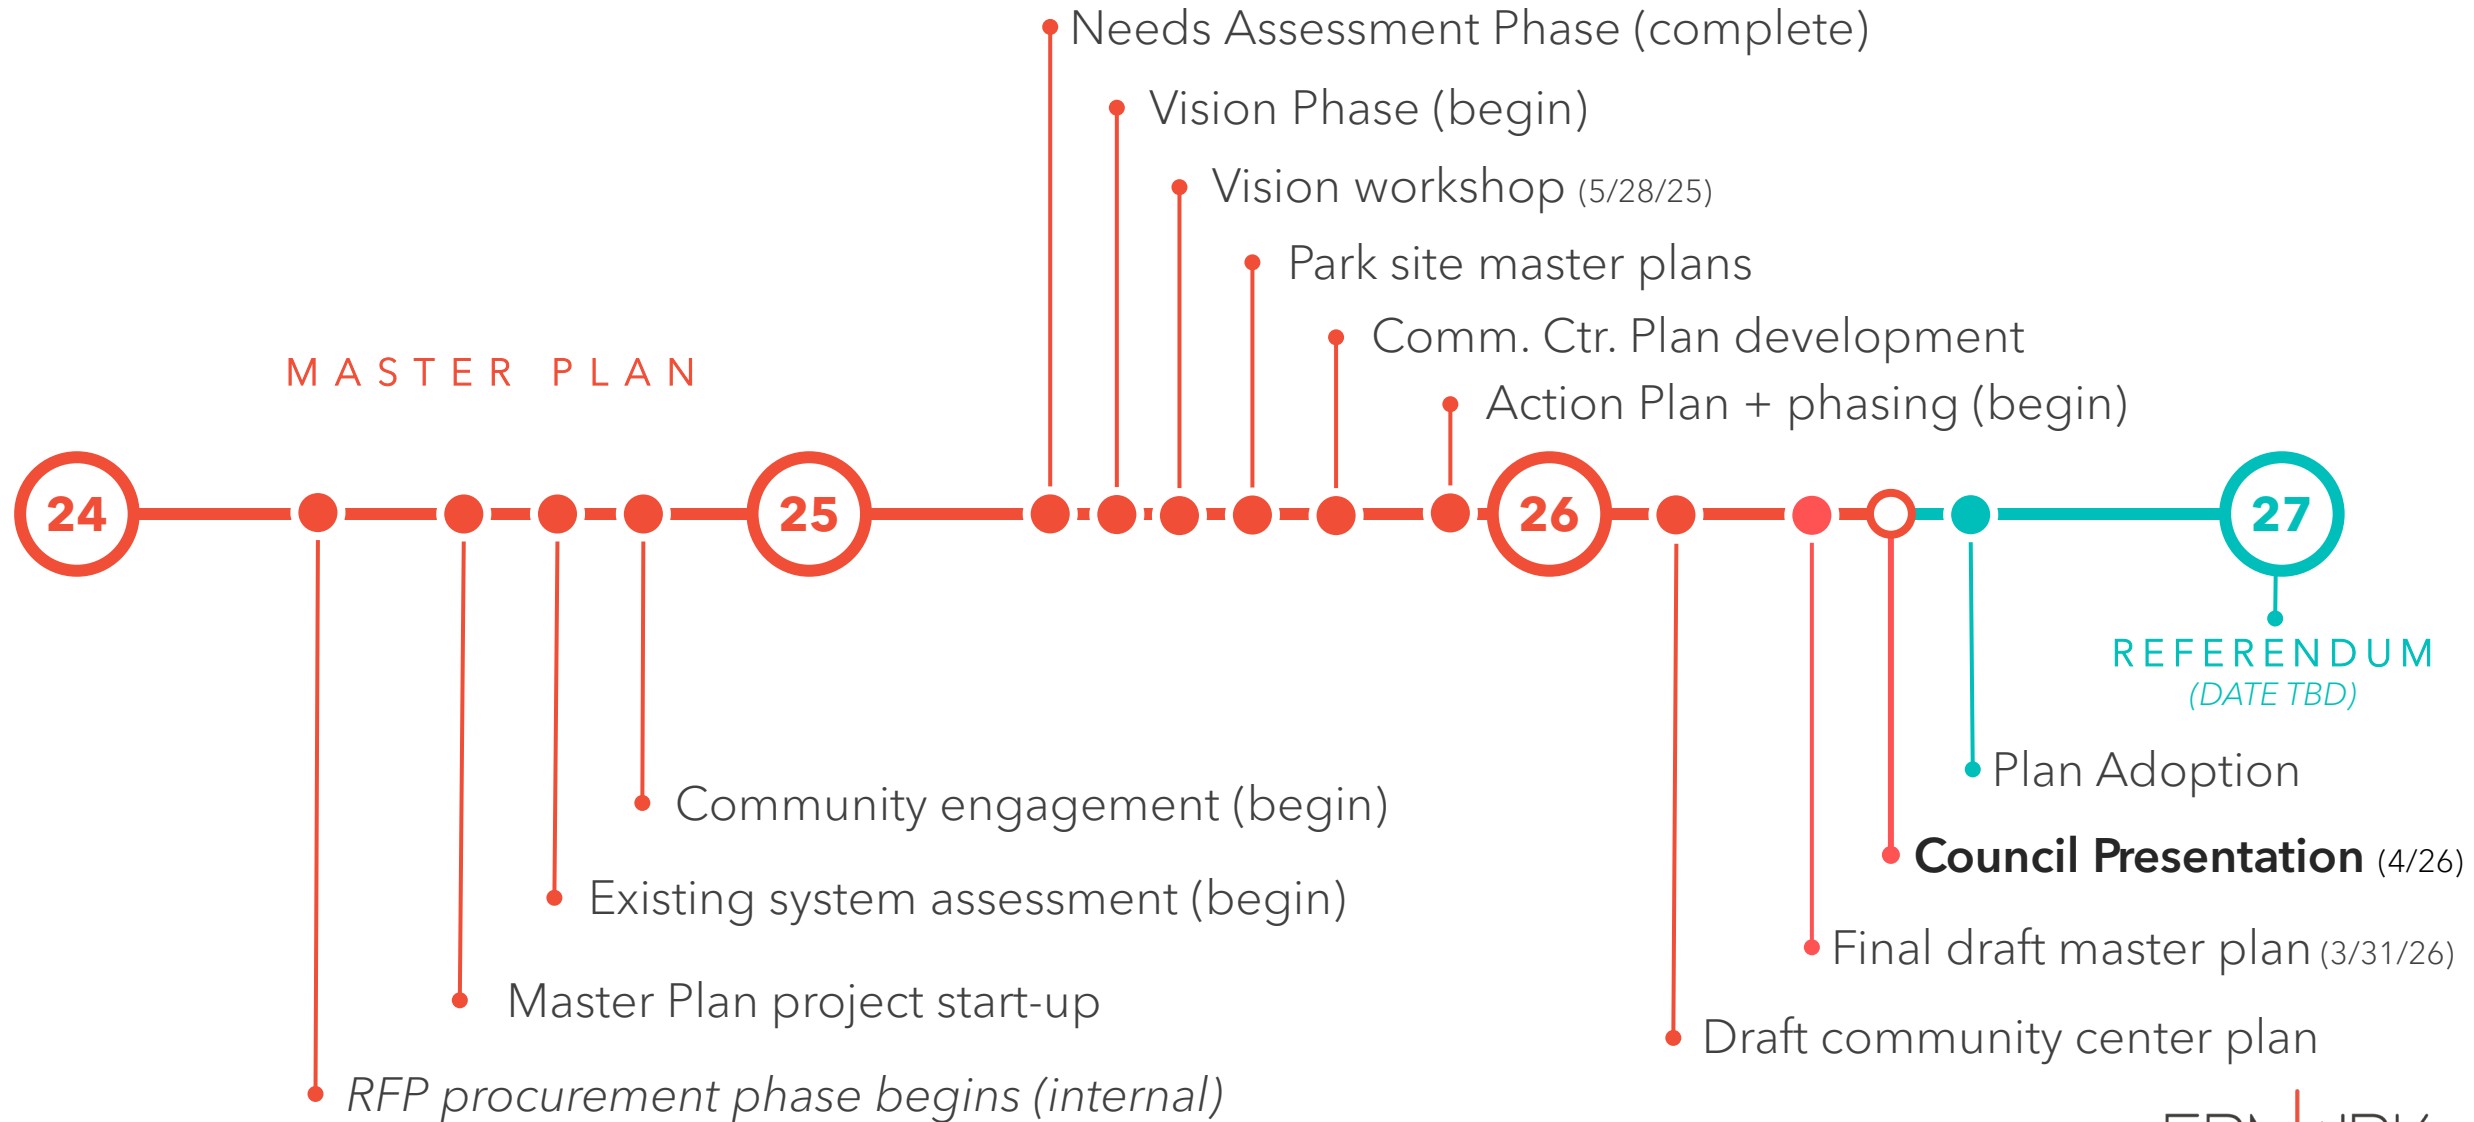 Needs Assessment Phase (complete)
Vision Phase (begin)
Vision workshop (5/28/25)
Park site master plans
Comm. Ctr. Plan development
MASTER PLAN
Action Plan + phasing (begin)
24
25
26
27
REFERENDUM
(DATE TBD)
Plan Adoption
Community engagement (begin)
Council Presentation (4/26)
Existing system assessment (begin)
Final draft master plan (3/31/26)
Master Plan project start-up
Draft community center plan
RFP procurement phase begins (internal)